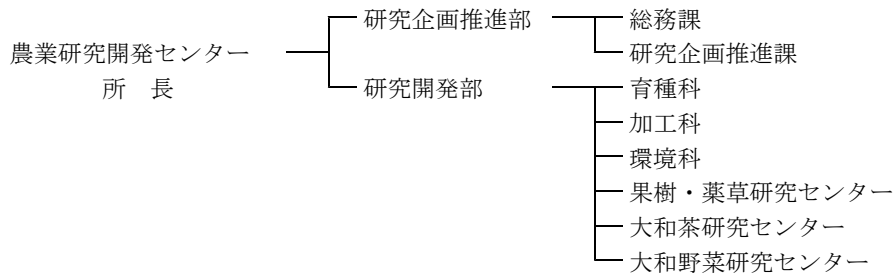 研究企画推進部
総務課
農業研究開発センター
研究企画推進課
所 長
研究開発部
育種科
加工科
環境科
果樹・薬草研究センター
大和茶研究センター
大和野菜研究センター